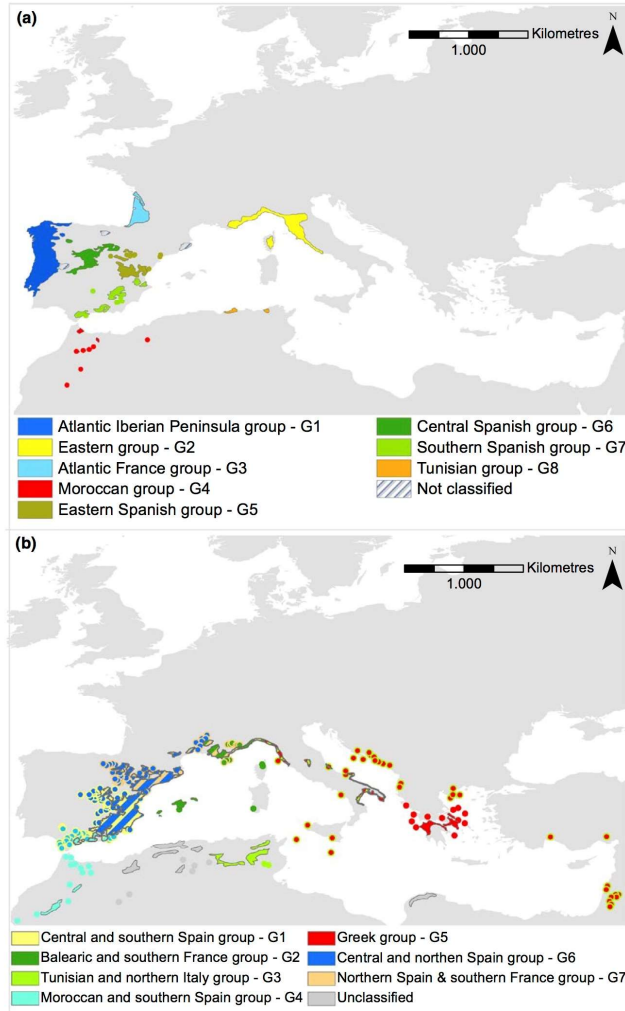 (a)
N
Kilometres
1.000
Atlantic Iberian Peninsula group - G1
Eastern group - G2
Atlantic France group - G3
Moroccan group - G4
Eastern Spanish group - G5
Central Spanish group - G6
Southern Spanish group - G7
Tunisian group - G8
Not classified
(b)
N
Kilometres
1.000
Central and southern Spain group - G1
Balearic and southern France group - G2
Tunisian and northern Italy group - G3
Moroccan and southern Spain group - G4
Greek group - G5
Central and northen Spain group - G6
Northern Spain & southern France group - G7
Unclassified